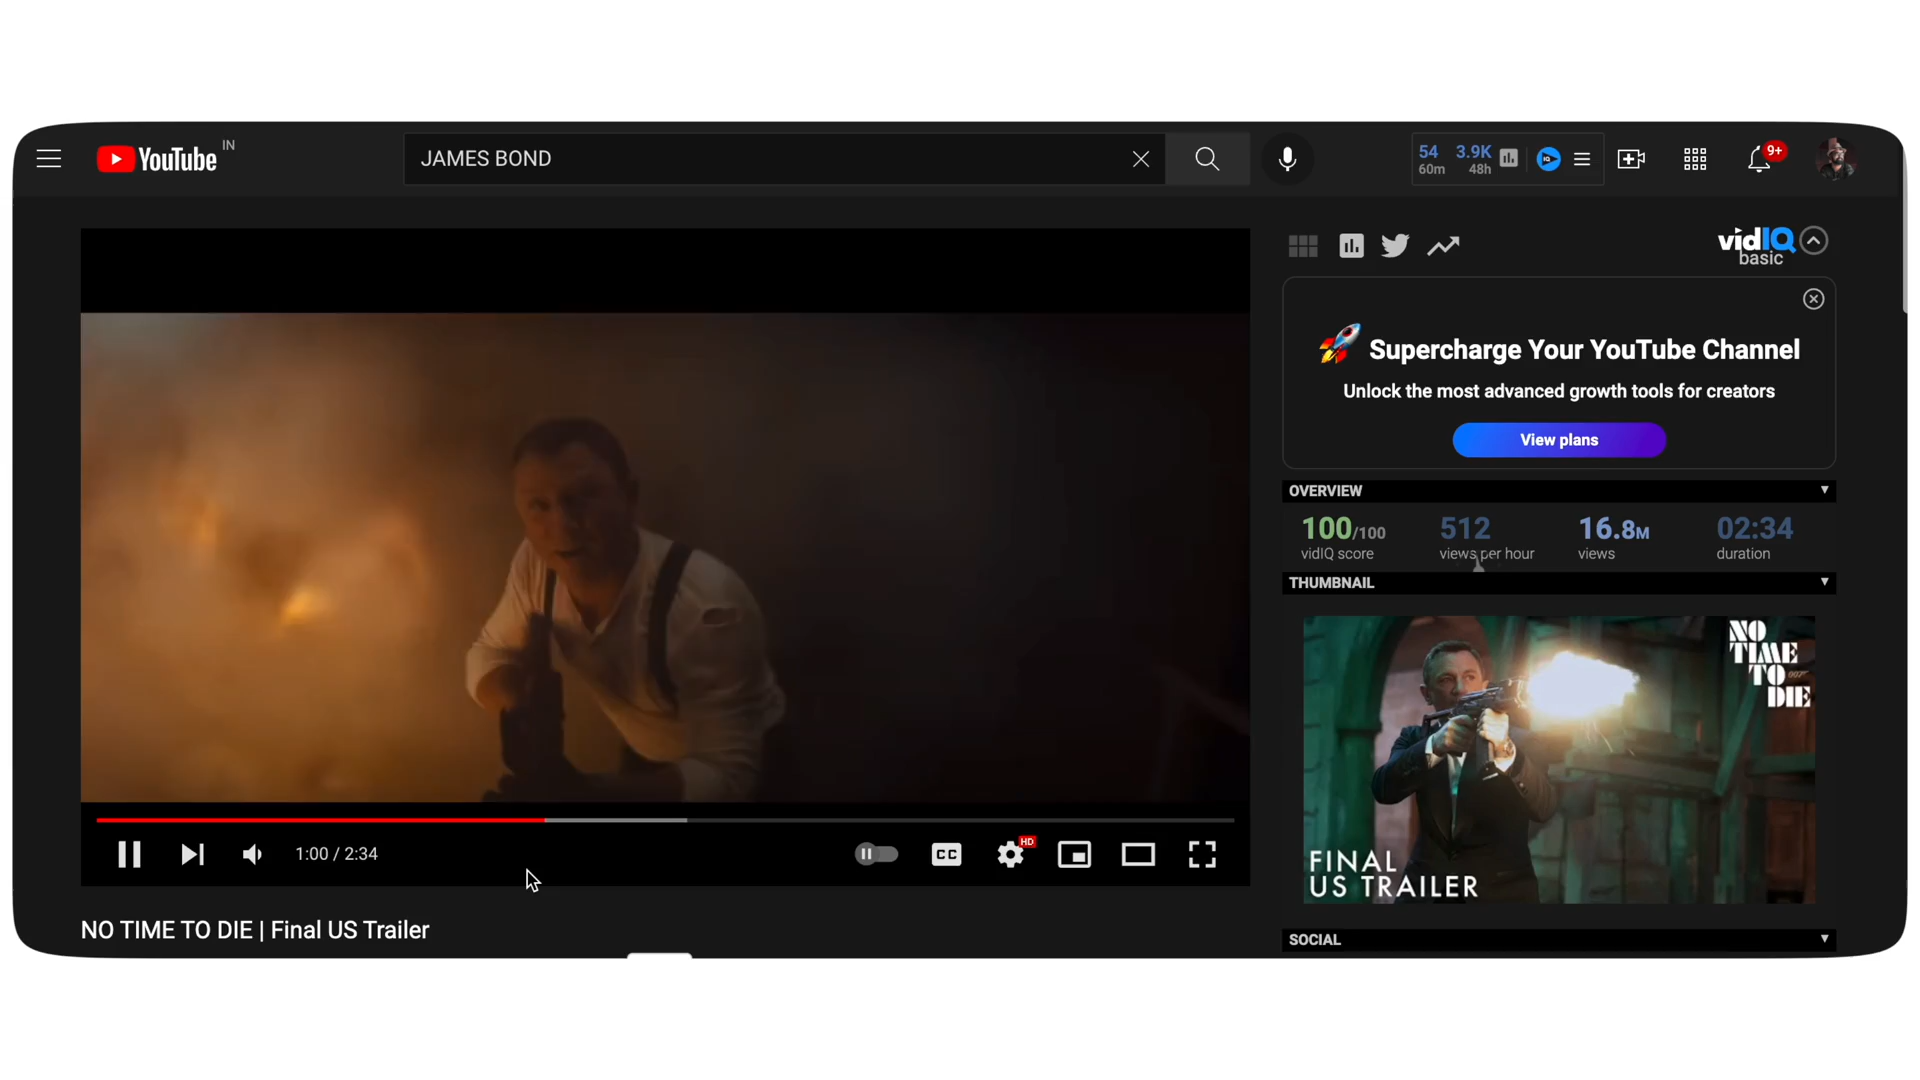 YouTube IN
JAMES BOND
54 3.9K
60m 48h
9+
vidIQ
basic
Supercharge Your YouTube Channel
Unlock the most advanced growth tools for creators
View plans
OVERVIEW
100/100 512 16.8M 02:34
vidIQ score views per hour views duration
THUMBNAIL
NO
TIME
TO 007
DIE
FINAL
US TRAILER
CC HD
1:00 / 2:34
NO TIME TO DIE | Final US Trailer
SOCIAL